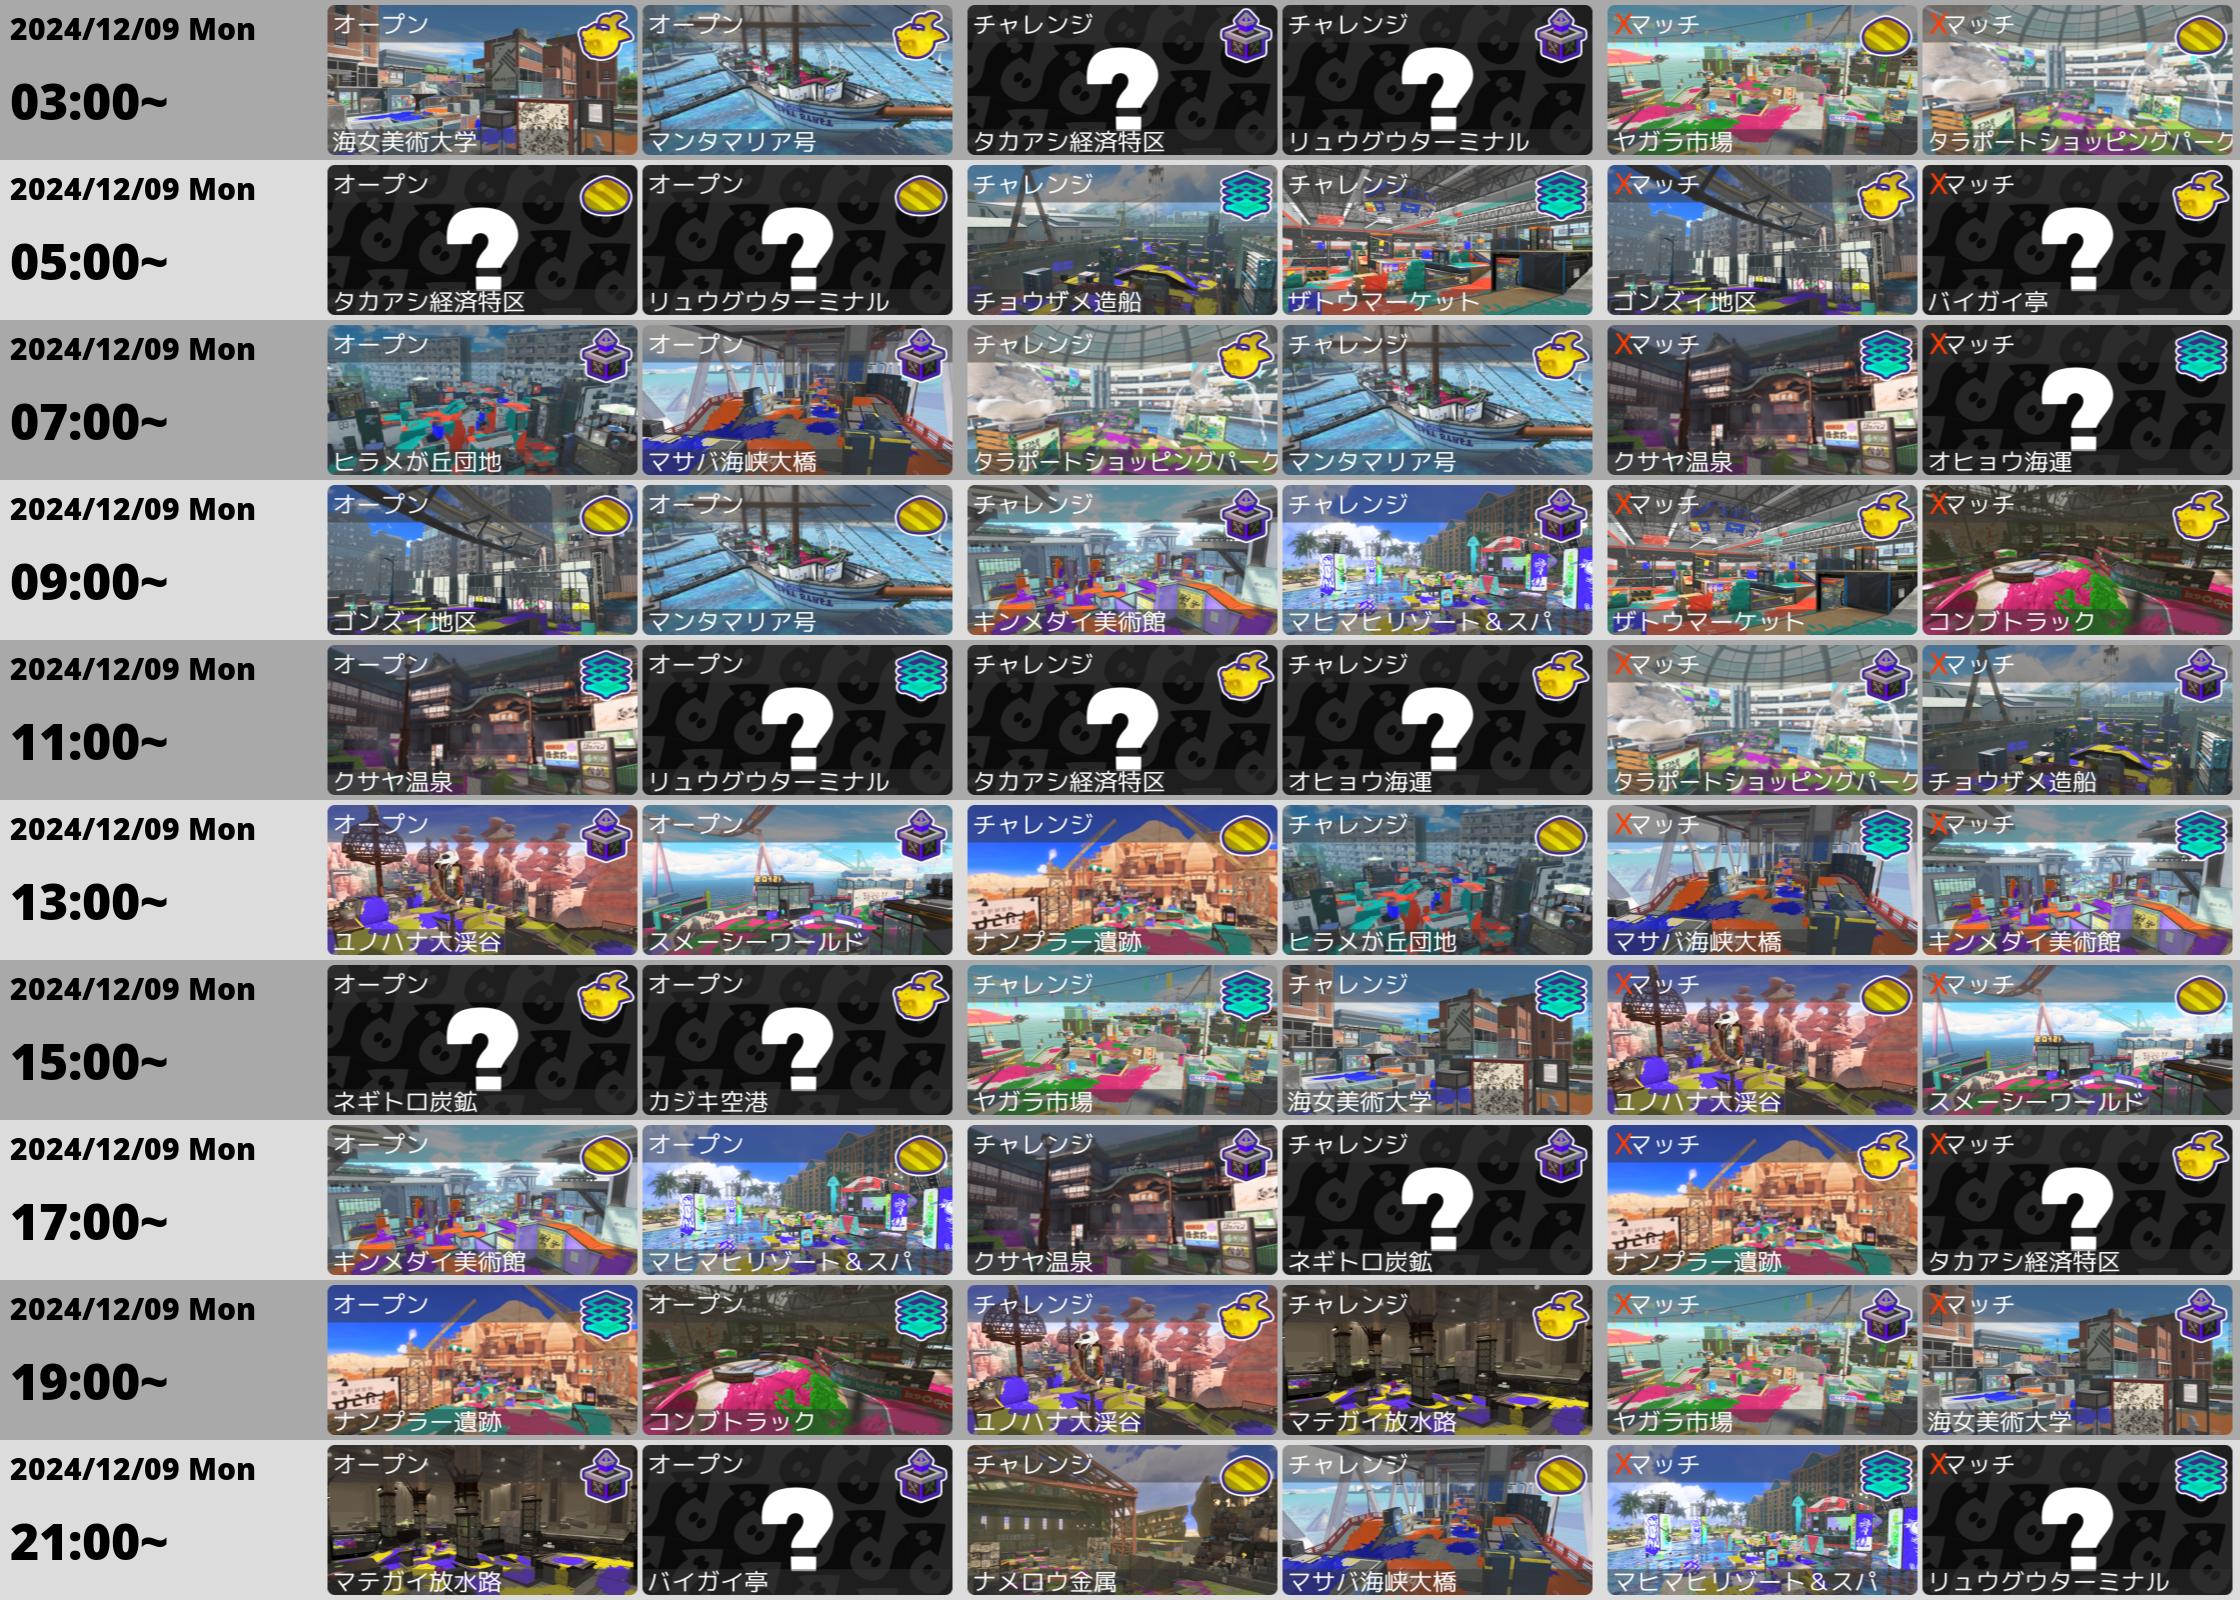 2024/12/09 Mon
03:00~
オープン
海女美術大学
オープン
マンタマリア号
チャレンジ
タカアシ経済特区
チャレンジ
リュウグウターミナル
Xマッチ
ヤガラ市場
Xマッチ
タラポートショッピングパーク
2024/12/09 Mon
05:00~
オープン
タカアシ経済特区
オープン
リュウグウターミナル
チャレンジ
チョウザメ造船
チャレンジ
ザトウマーケット
Xマッチ
ゴンズイ地区
Xマッチ
バイガイ亭
2024/12/09 Mon
07:00~
オープン
ヒラメが丘団地
オープン
マサバ海峡大橋
チャレンジ
タラポートショッピングパーク
チャレンジ
マンタマリア号
Xマッチ
クサヤ温泉
Xマッチ
オヒョウ海運
2024/12/09 Mon
09:00~
オープン
ゴンズイ地区
オープン
マンタマリア号
チャレンジ
キンメダイ美術館
チャレンジ
マヒマヒリゾート＆スパ
Xマッチ
ザトウマーケット
Xマッチ
コンブトラック
2024/12/09 Mon
11:00~
オープン
クサヤ温泉
オープン
リュウグウターミナル
チャレンジ
タカアシ経済特区
チャレンジ
オヒョウ海運
Xマッチ
タラポートショッピングパーク
Xマッチ
チョウザメ造船
2024/12/09 Mon
13:00~
オープン
ユノハナ大渓谷
オープン
スメーシーワールド
チャレンジ
ナンプラー遺跡
チャレンジ
ヒラメが丘団地
Xマッチ
マサバ海峡大橋
Xマッチ
キンメダイ美術館
2024/12/09 Mon
15:00~
オープン
ネギトロ炭鉱
オープン
カジキ空港
チャレンジ
ヤガラ市場
チャレンジ
海女美術大学
Xマッチ
ユノハナ大渓谷
Xマッチ
スメーシーワールド
2024/12/09 Mon
17:00~
オープン
キンメダイ美術館
オープン
マヒマヒリゾート＆スパ
チャレンジ
クサヤ温泉
チャレンジ
ネギトロ炭鉱
Xマッチ
ナンプラー遺跡
Xマッチ
タカアシ経済特区
2024/12/09 Mon
19:00~
オープン
ナンプラー遺跡
オープン
コンブトラック
チャレンジ
ユノハナ大渓谷
チャレンジ
マテガイ放水路
Xマッチ
ヤガラ市場
Xマッチ
海女美術大学
2024/12/09 Mon
21:00~
オープン
マテガイ放水路
オープン
バイガイ亭
チャレンジ
ナメロウ金属
チャレンジ
マサバ海峡大橋
Xマッチ
マヒマヒリゾート＆スパ
Xマッチ
リュウグウターミナル